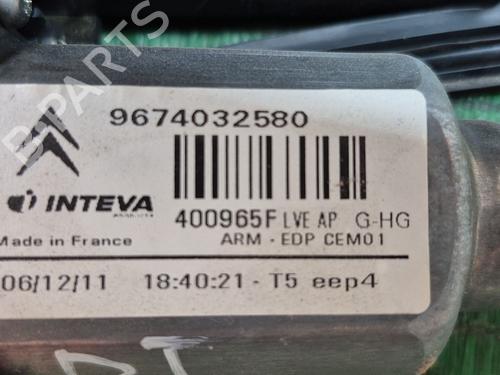 9674032580
INTEVA
400965F LVE AP G-HG
Made in France
ARM - EDP CEM01
06/12/11 18:40:21 - T5 eep4
B-PARTS